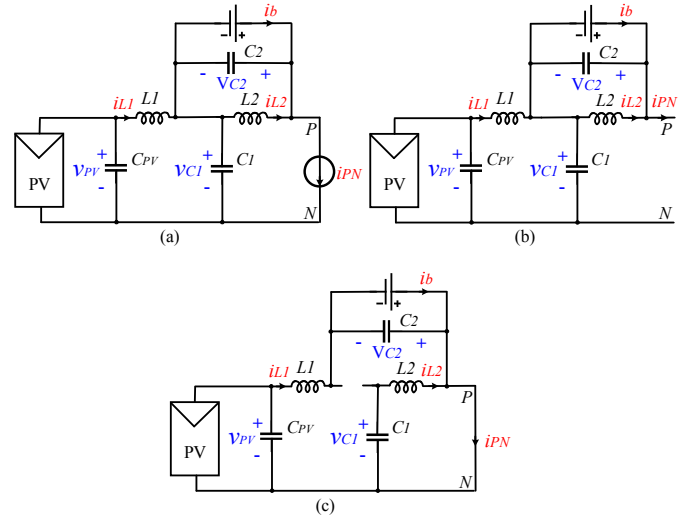 ib
- +
C2
- VC2 +
iL1 L1 L2 iL2
P
+ vPV - CPV
+ vC1 - C1
PV
iPN
N
(a)
ib
- +
C2
- VC2 +
iL1 L1 L2 iL2 iPN
P
+ vPV - CPV
+ vC1 - C1
PV
N
(b)
ib
- +
C2
- VC2 +
iL1 L1 L2 iL2
P
+ vPV - CPV
+ vC1 - C1
PV
iPN
N
(c)